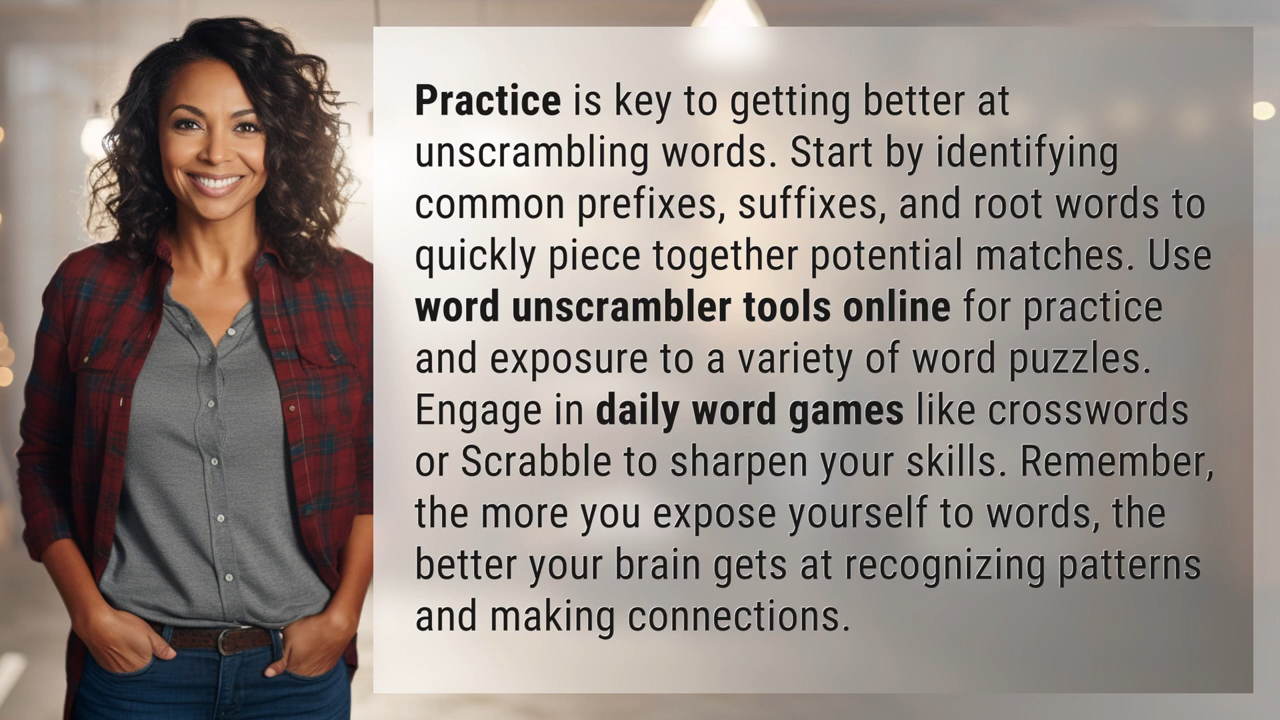 Practice is key to getting better at
unscrambling words. Start by identifying
common prefixes, suffixes, and root words to
quickly piece together potential matches. Use
word unscrambler tools online for practice
and exposure to a variety of word puzzles.
Engage in daily word games like crosswords
or Scrabble to sharpen your skills. Remember,
the more you expose yourself to words, the
better your brain gets at recognizing patterns
and making connections.